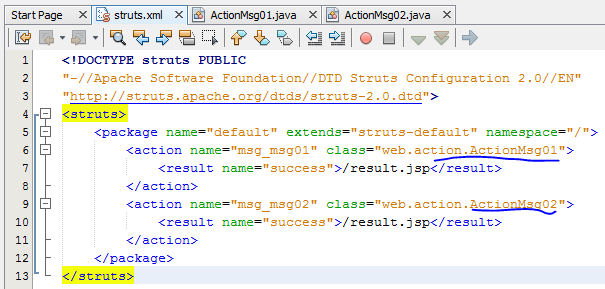 Start Page struts.xml ActionMsg01.java ActionMsg02.java
1 <!DOCTYPE struts PUBLIC
2 "-//Apache Software Foundation//DTD Struts Configuration 2.0//EN"
3 "http://struts.apache.org/dtds/struts-2.0.dtd">
4 <struts>
5 <package name="default" extends="struts-default" namespace="/">
6 <action name="msg_msg01" class="web.action.ActionMsg01">
7 <result name="success">/result.jsp</result>
8 </action>
9 <action name="msg_msg02" class="web.action.ActionMsg02">
10 <result name="success">/result.jsp</result>
11 </action>
12 </package>
13 </struts>